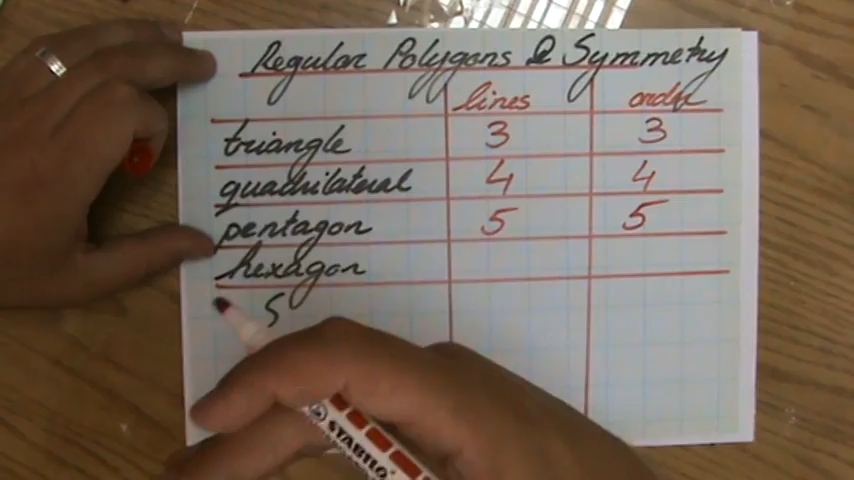 Regular Polygons & Symmetry
lines order
triangle 3 3
quadrilateral 4 4
pentagon 5 5
hexagon
S
STABILO